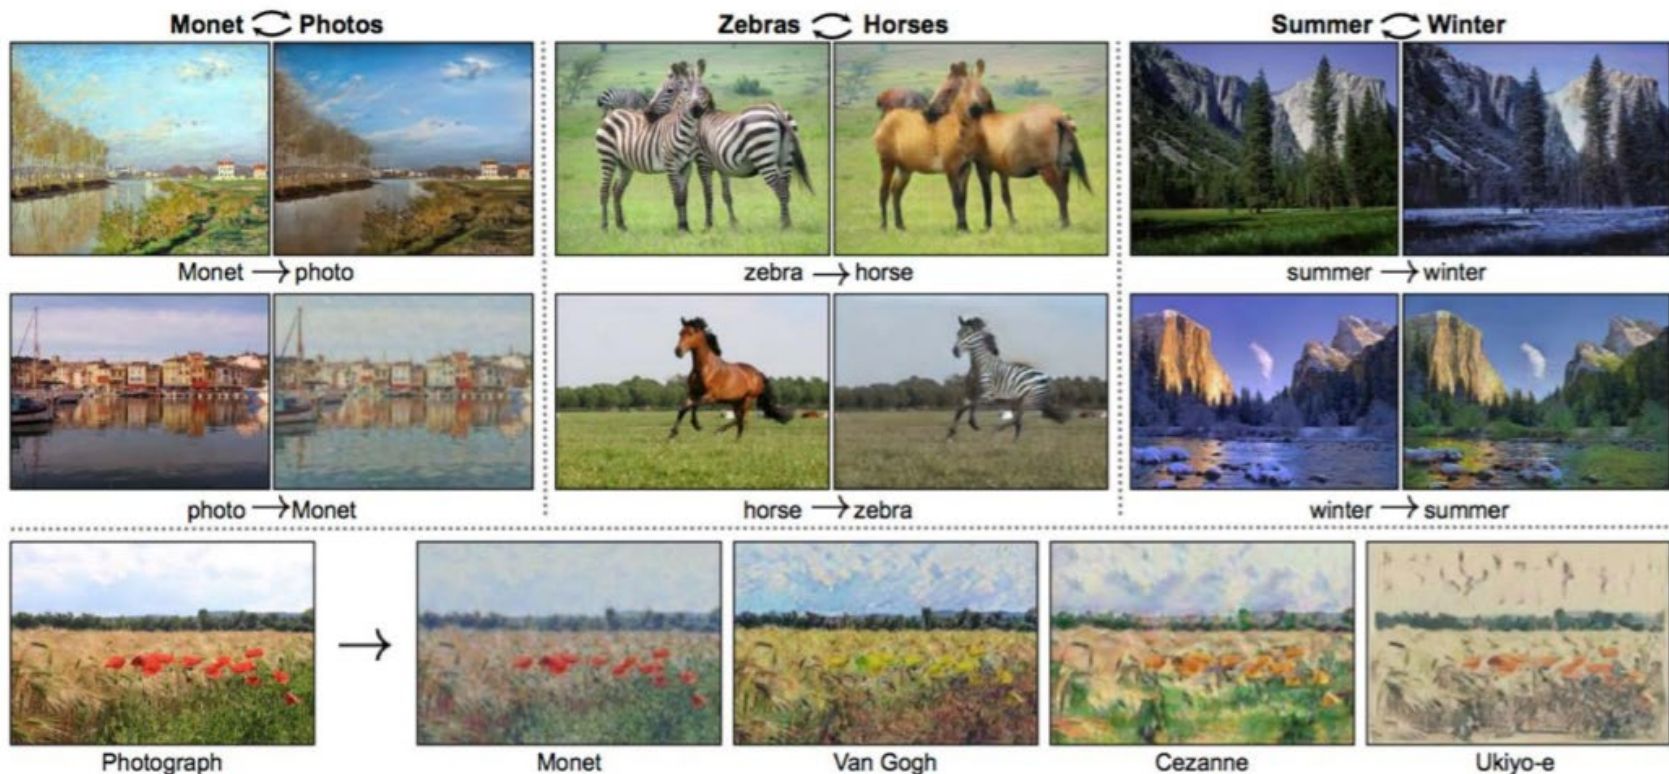 Monet Photos
Zebras Horses
Summer Winter
Monet → photo
zebra → horse
summer → winter
photo → Monet
horse → zebra
winter → summer
Photograph
Monet
Van Gogh
Cezanne
Ukiyo-e